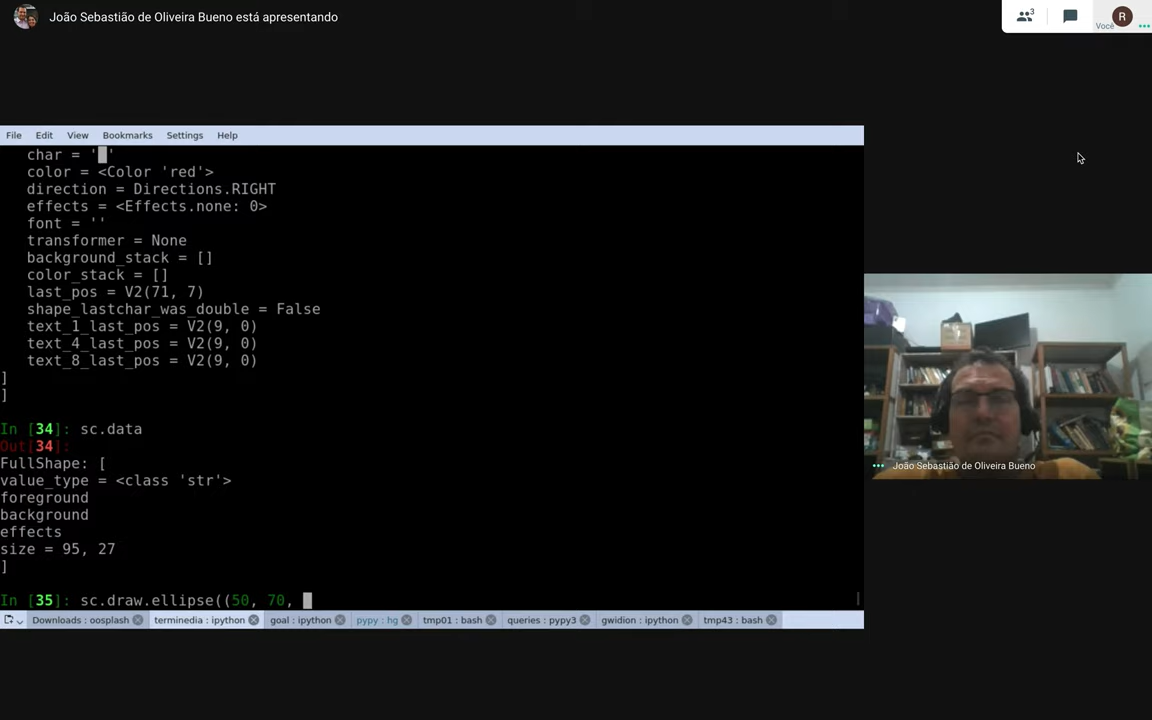 João Sebastião de Oliveira Bueno está apresentando
3
Você
R
File Edit View Bookmarks Settings Help
char = ' '
color = <Color 'red'>
direction = Directions.RIGHT
effects = <Effects.none: 0>
font = ''
transformer = None
background_stack = []
color_stack = []
last_pos = V2(71, 7)
shape_lastchar_was_double = False
text_1_last_pos = V2(9, 0)
text_4_last_pos = V2(9, 0)
text_8_last_pos = V2(9, 0)
]
]
In [34]: sc.data
Out[34]:
FullShape: [
value_type = <class 'str'>
foreground
background
effects
size = 95, 27
]
In [35]: sc.draw.ellipse((50, 70,
Downloads : oosplash terminedia : ipython goal : ipython pypy : hg tmp01 : bash queries : pypy3 gwidion : ipython tmp43 : bash
João Sebastião de Oliveira Bueno